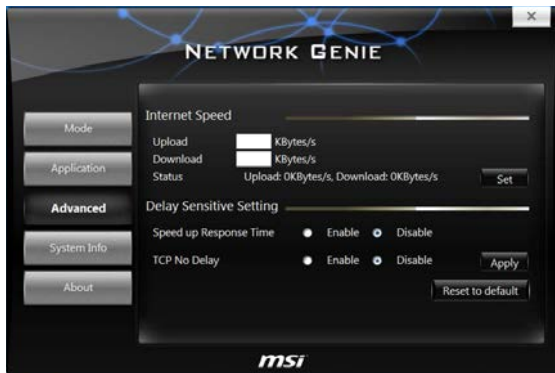 X
NETWORK GENIE
Mode
Application
Advanced
System Info
About
Internet Speed
Upload KBytes/s
Download KBytes/s
Status Upload: 0KBytes/s, Download: 0KBytes/s Set
Delay Sensitive Setting
Speed up Response Time Enable Disable
TCP No Delay Enable Disable Apply
Reset to default
msi